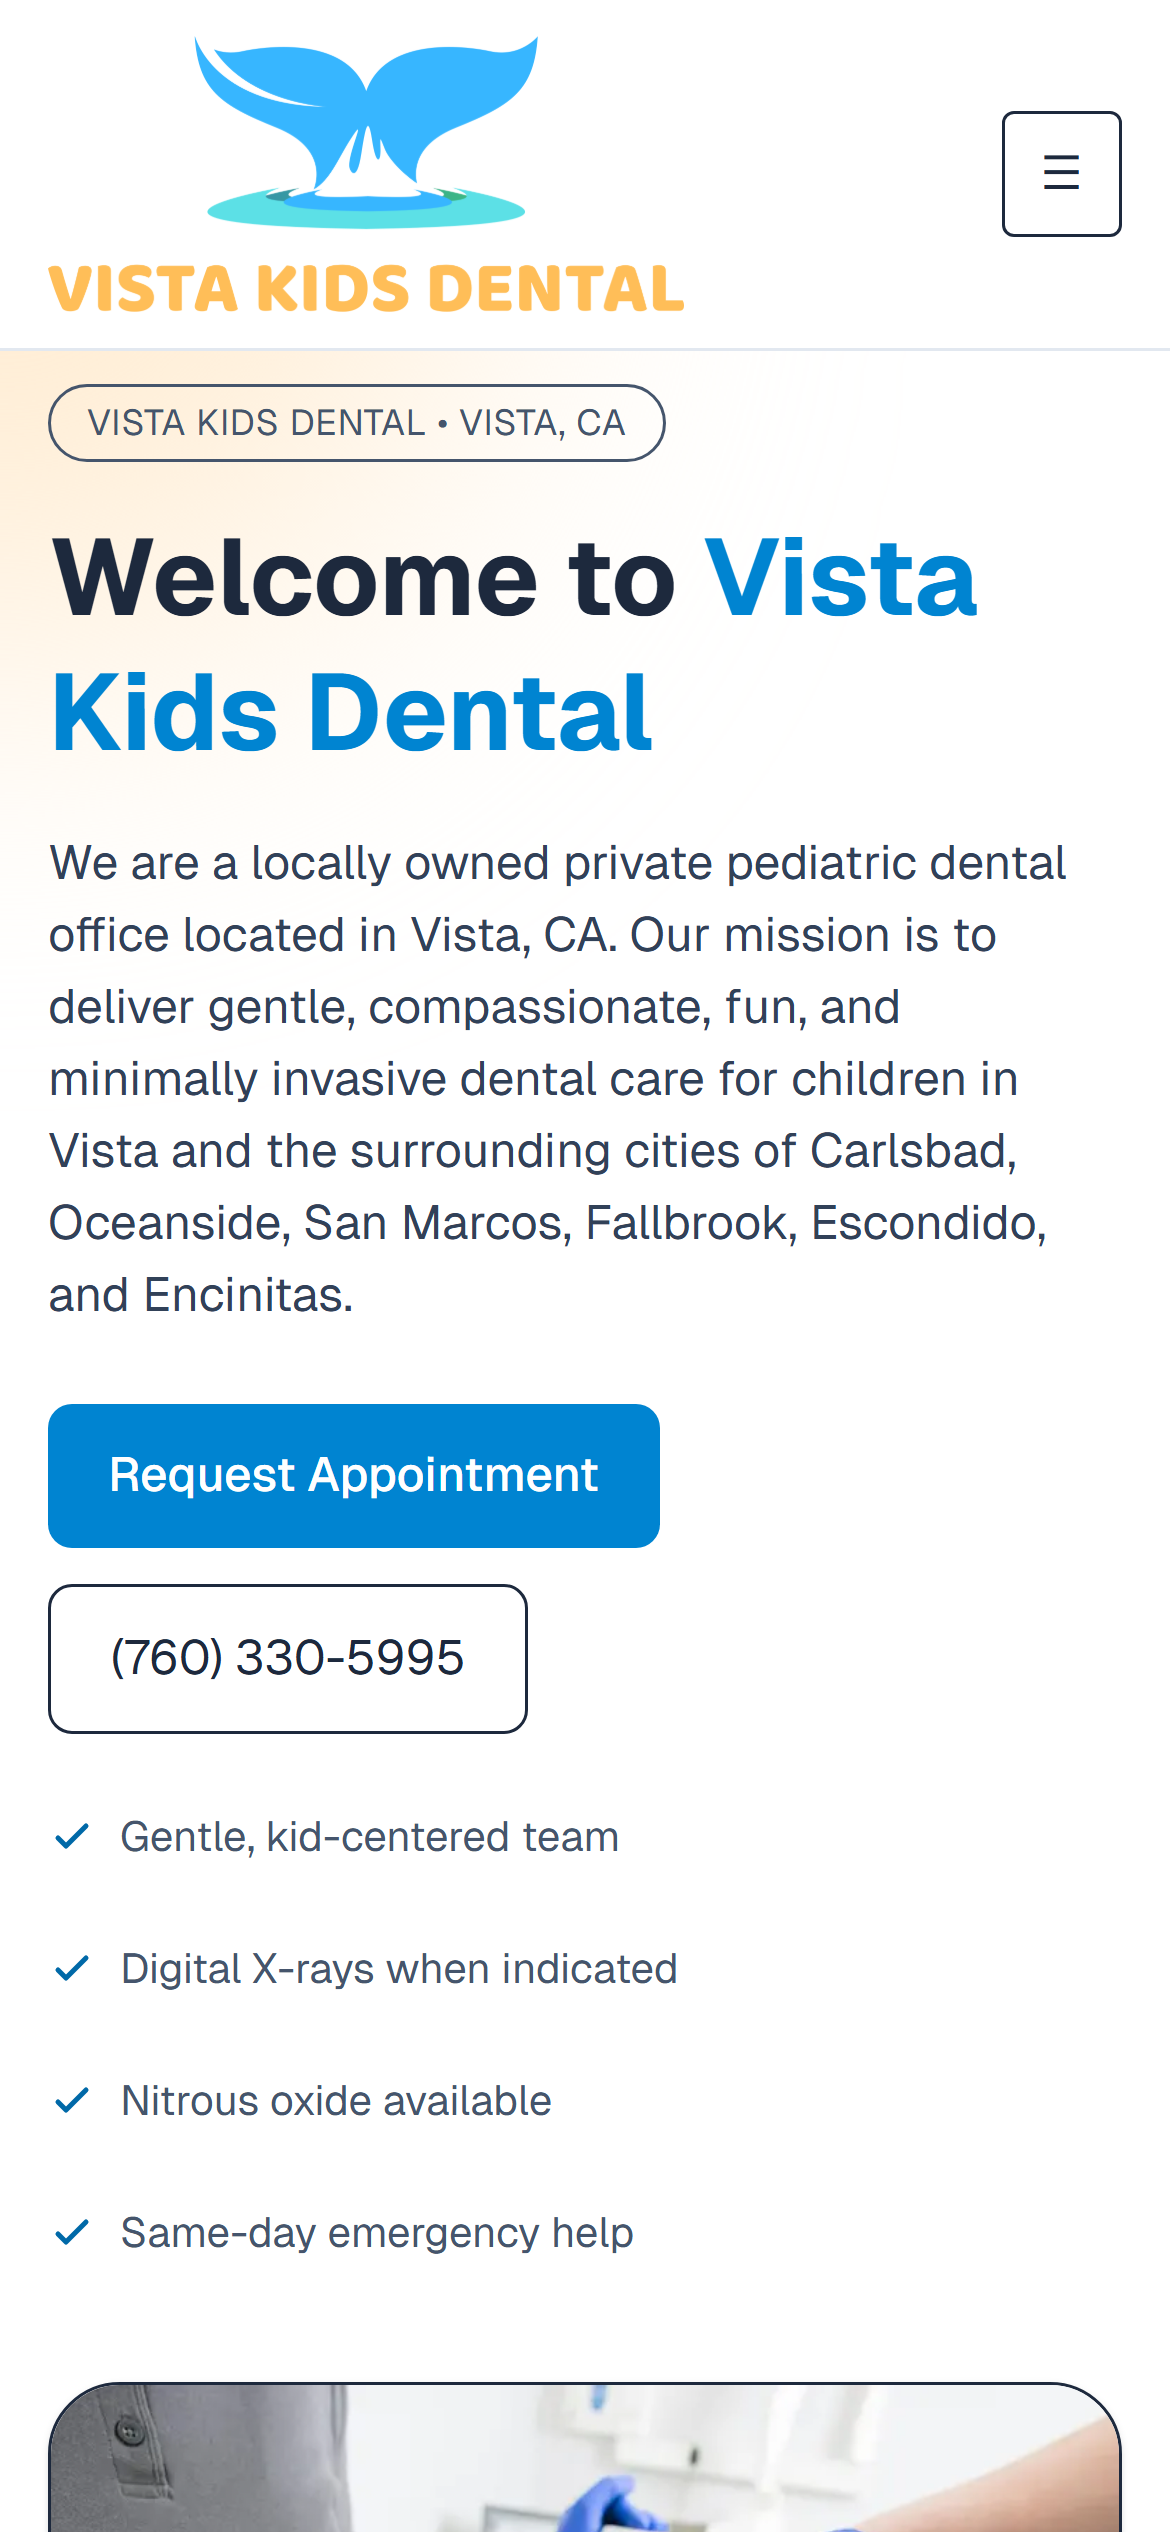 VISTA KIDS DENTAL
☰
VISTA KIDS DENTAL • VISTA, CA
Welcome to Vista
Kids Dental
We are a locally owned private pediatric dental
office located in Vista, CA. Our mission is to
deliver gentle, compassionate, fun, and
minimally invasive dental care for children in
Vista and the surrounding cities of Carlsbad,
Oceanside, San Marcos, Fallbrook, Escondido,
and Encinitas.
Request Appointment
(760) 330-5995
Gentle, kid-centered team
Digital X-rays when indicated
Nitrous oxide available
Same-day emergency help